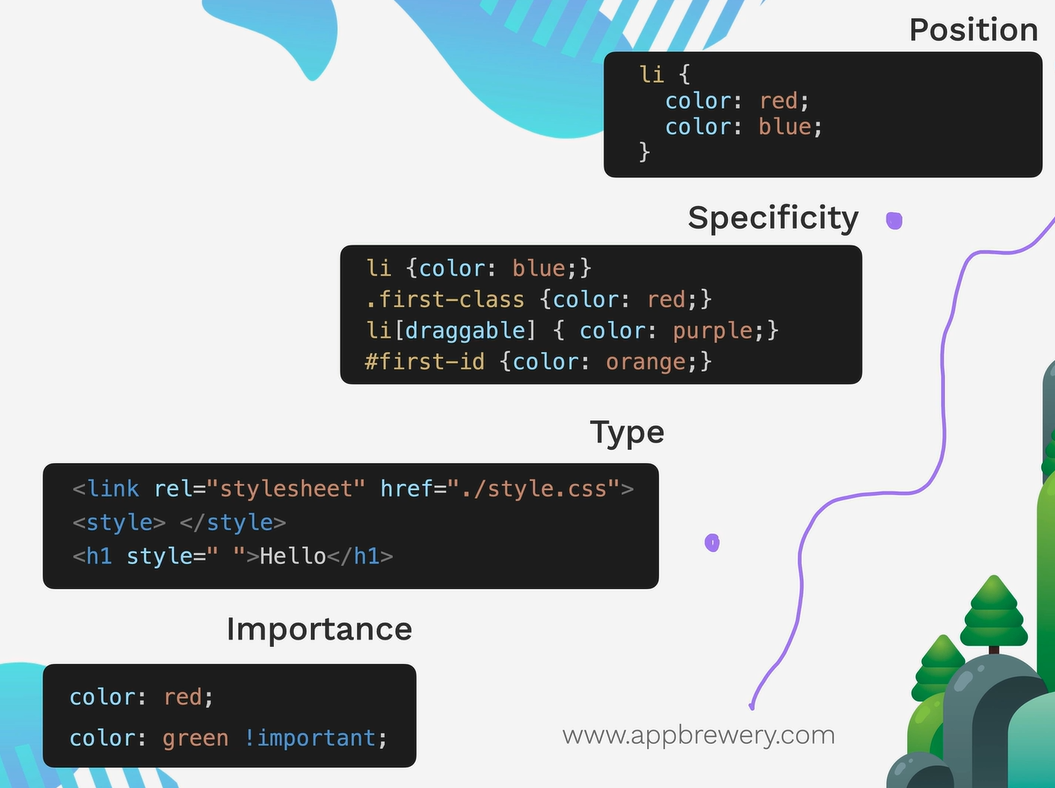 Position
li {
  color: red;
  color: blue;
}
Specificity
li {color: blue;}
.first-class {color: red;}
li[draggable] { color: purple;}
#first-id {color: orange;}
Type
<link rel="stylesheet" href="./style.css">
<style> </style>
<h1 style=" ">Hello</h1>
Importance
color: red;
color: green !important;
www.appbrewery.com